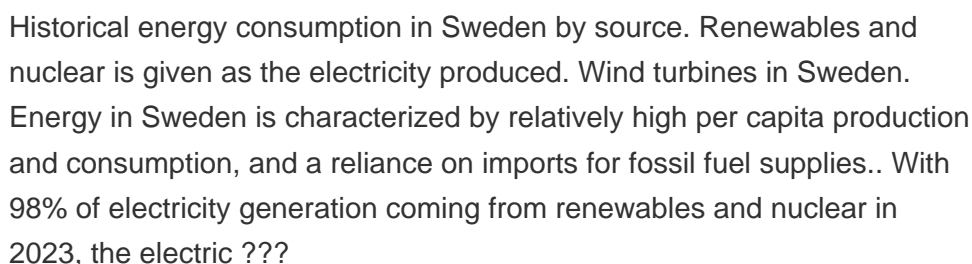 Historical energy consumption in Sweden by source. Renewables and
nuclear is given as the electricity produced. Wind turbines in Sweden.
Energy in Sweden is characterized by relatively high per capita production
and consumption, and a reliance on imports for fossil fuel supplies.. With
98% of electricity generation coming from renewables and nuclear in
2023, the electric ???